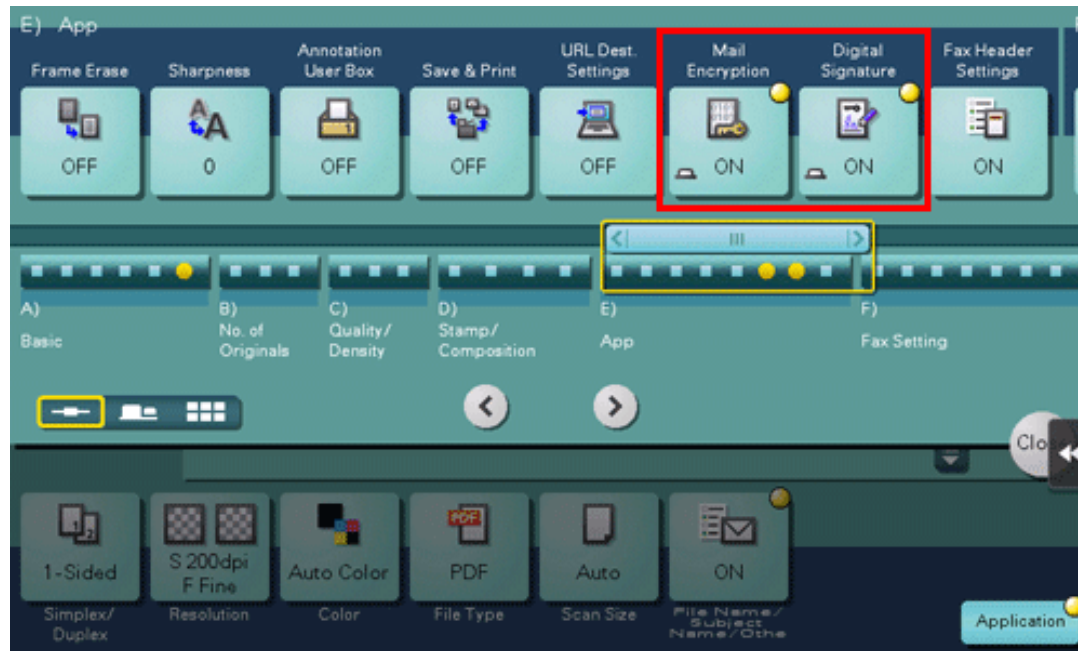 E) App
Frame Erase
Sharpness
Annotation
User Box
Save & Print
URL Dest.
Settings
Mail
Encryption
Digital
Signature
Fax Header
Settings
OFF
0
OFF
OFF
OFF
ON
ON
ON
A)
Basic
B)
No. of
Originals
C)
Quality/
Density
D)
Stamp/
Composition
E)
App
F)
Fax Setting
Clo
1-Sided
S 200dpi
F Fine
Auto Color
PDF
PDF
Auto
ON
Simplex/
Duplex
Resolution
Color
File Type
Scan Size
File Name/
Subject
Name/Othe
Application